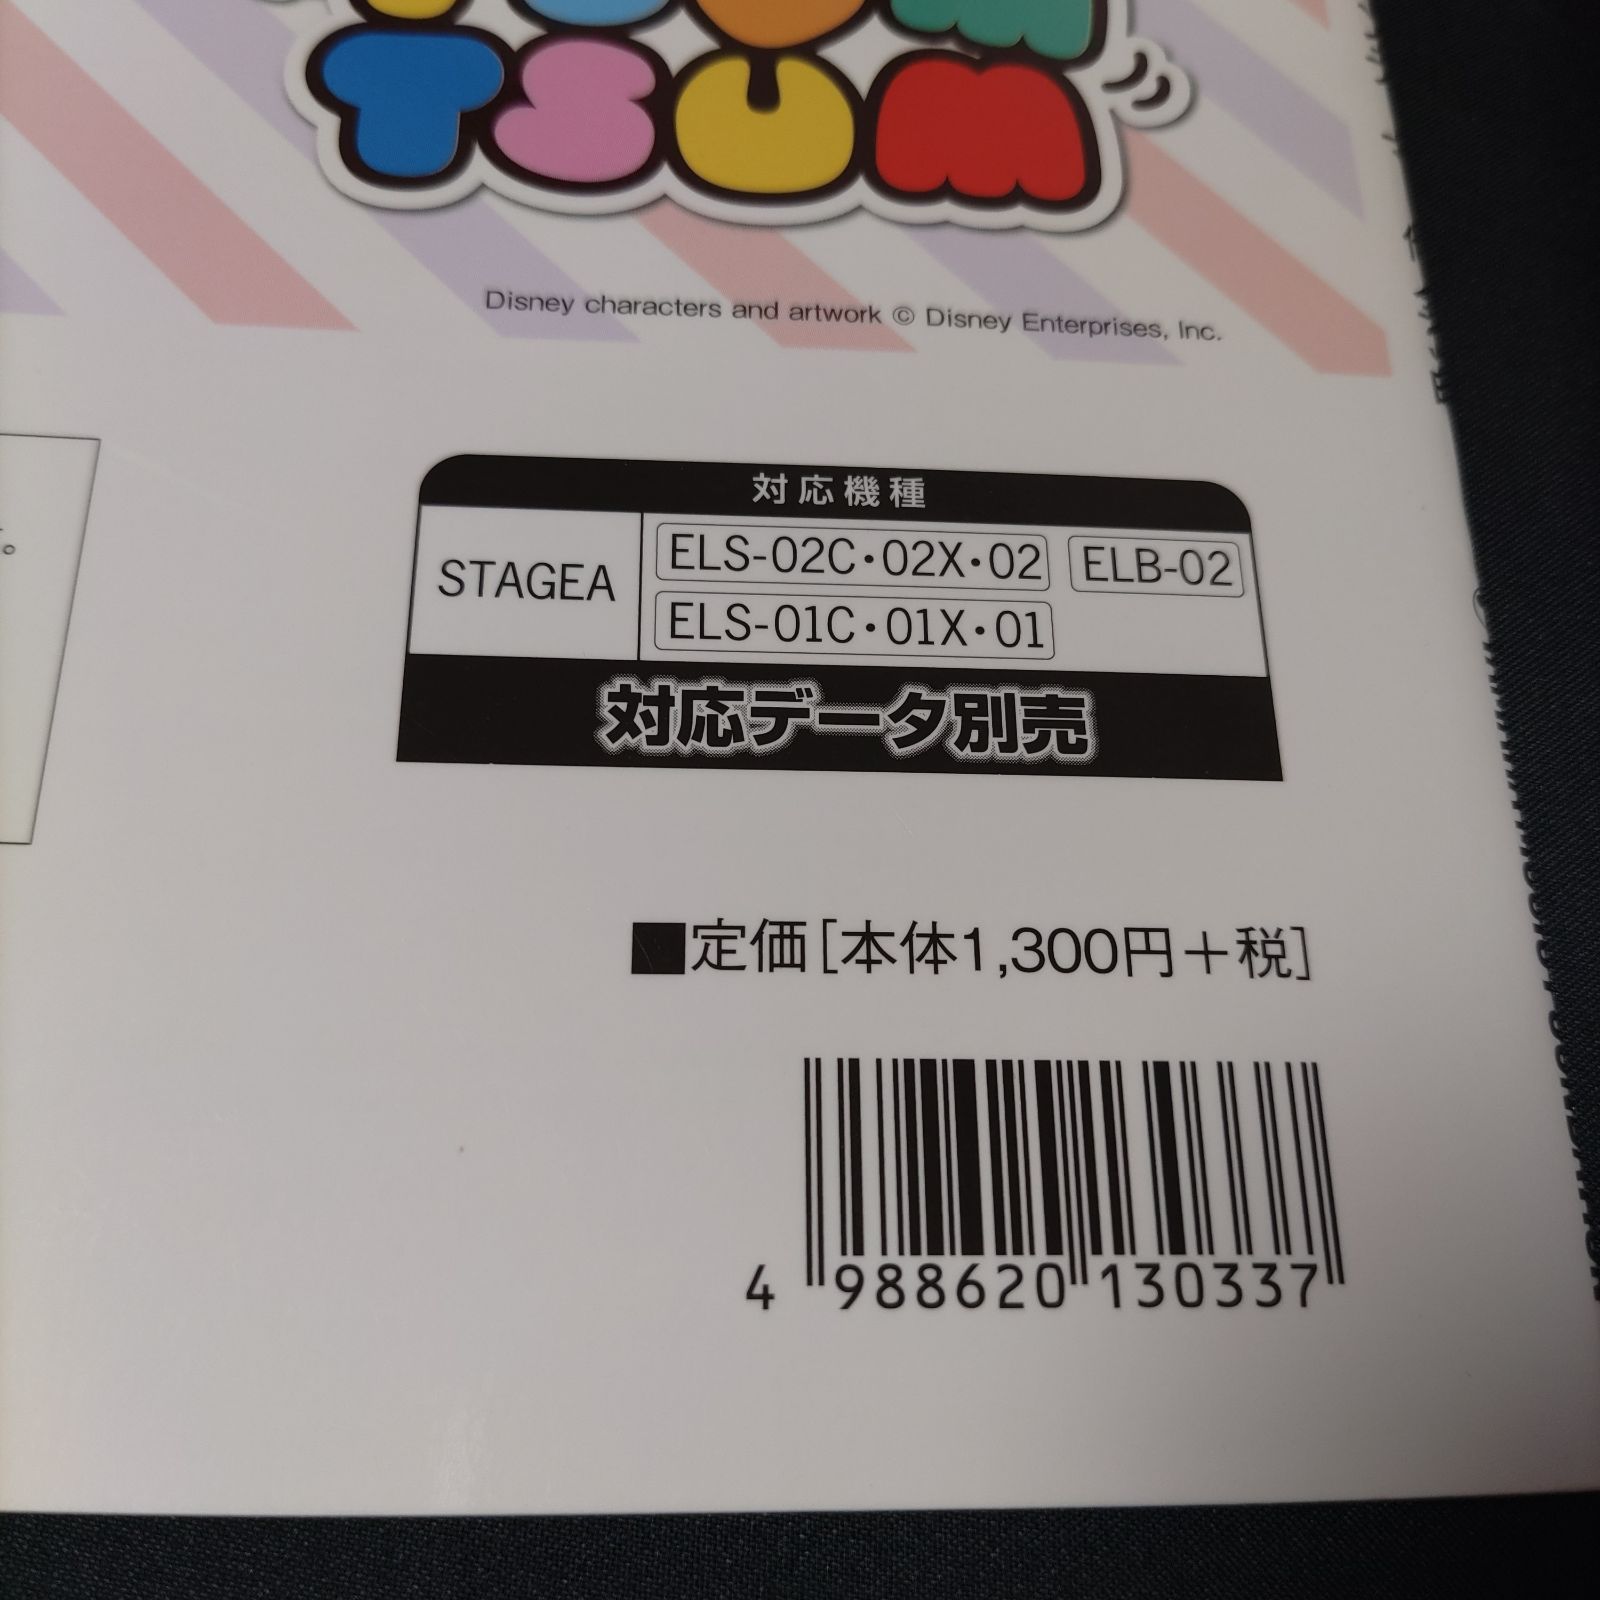 TSUM
TSUM
Disney characters and artwork © Disney Enterprises, Inc.
。
対応機種
STAGEA
ELS-02C・02X・02
ELB-02
ELS-01C・01X・01
対応データ別売
■定価[本体1,300円＋税]
4 988620 130337